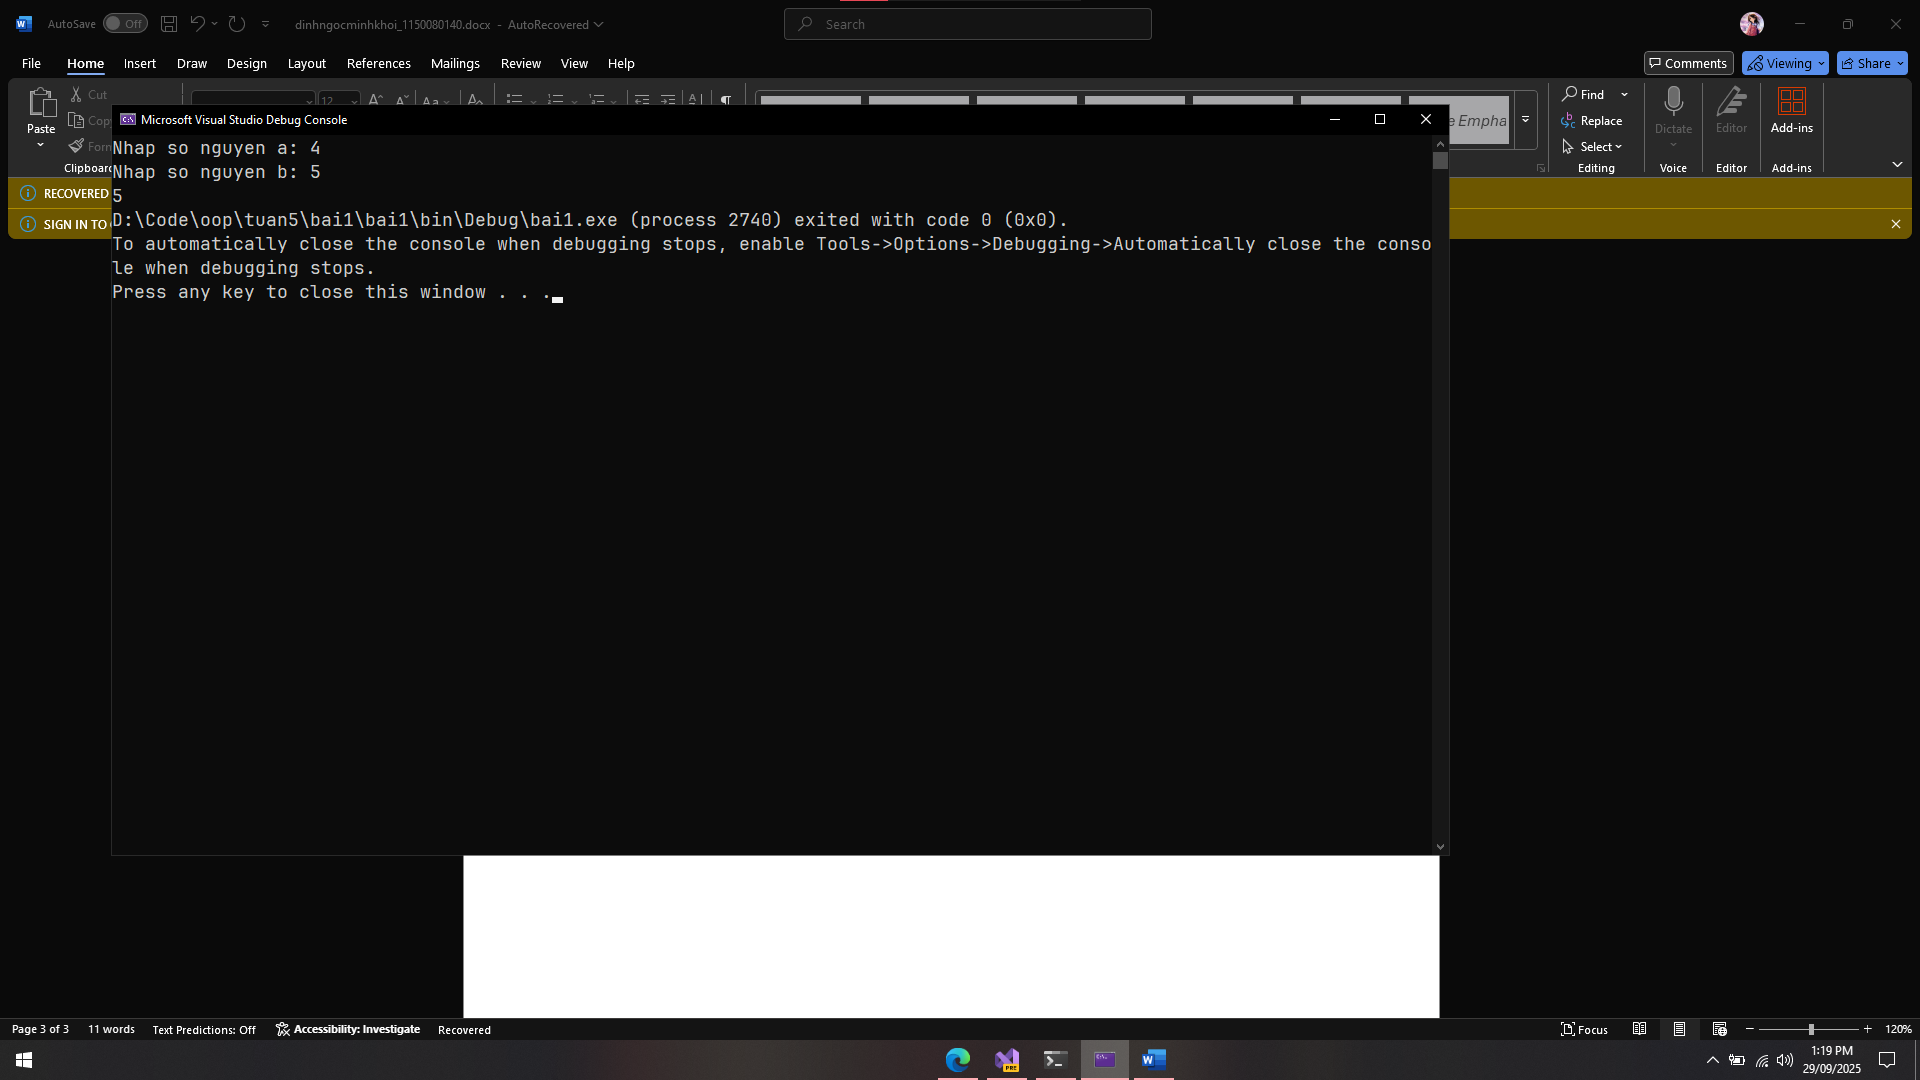 AutoSave Off dinhngocminhkhoi_1150080140.docx - AutoRecovered Search
File Home Insert Draw Design Layout References Mailings Review View Help Comments Viewing Share
Paste
Cut
12
Clipboard
Empha
Find
Replace
Select
Editing
Dictate
Voice
Editor
Editor
Add-ins
Add-ins
RECOVERED
SIGN IN TO
Microsoft Visual Studio Debug Console
Nhap so nguyen a: 4
Nhap so nguyen b: 5
5
D:\Code\oop\tuan5\bai1\bai1\bin\Debug\bai1.exe (process 2740) exited with code 0 (0x0).
To automatically close the console when debugging stops, enable Tools->Options->Debugging->Automatically close the conso
le when debugging stops.
Press any key to close this window . . .
Page 3 of 3 11 words Text Predictions: Off Accessibility: Investigate Recovered Focus 120%
PRE
1:19 PM
29/09/2025